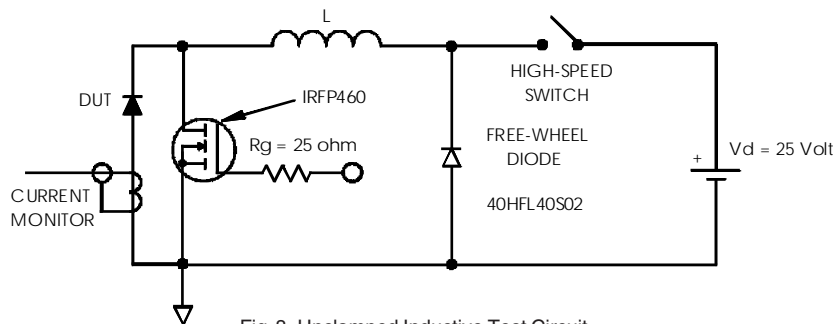 L
HIGH-SPEED
SWITCH
DUT
IRFP460
Rg = 25 ohm
FREE-WHEEL
DIODE
40HFL40S02
+
Vd = 25 Volt
CURRENT
MONITOR
Fig. 8- Unclamped Inductive Test Circuit